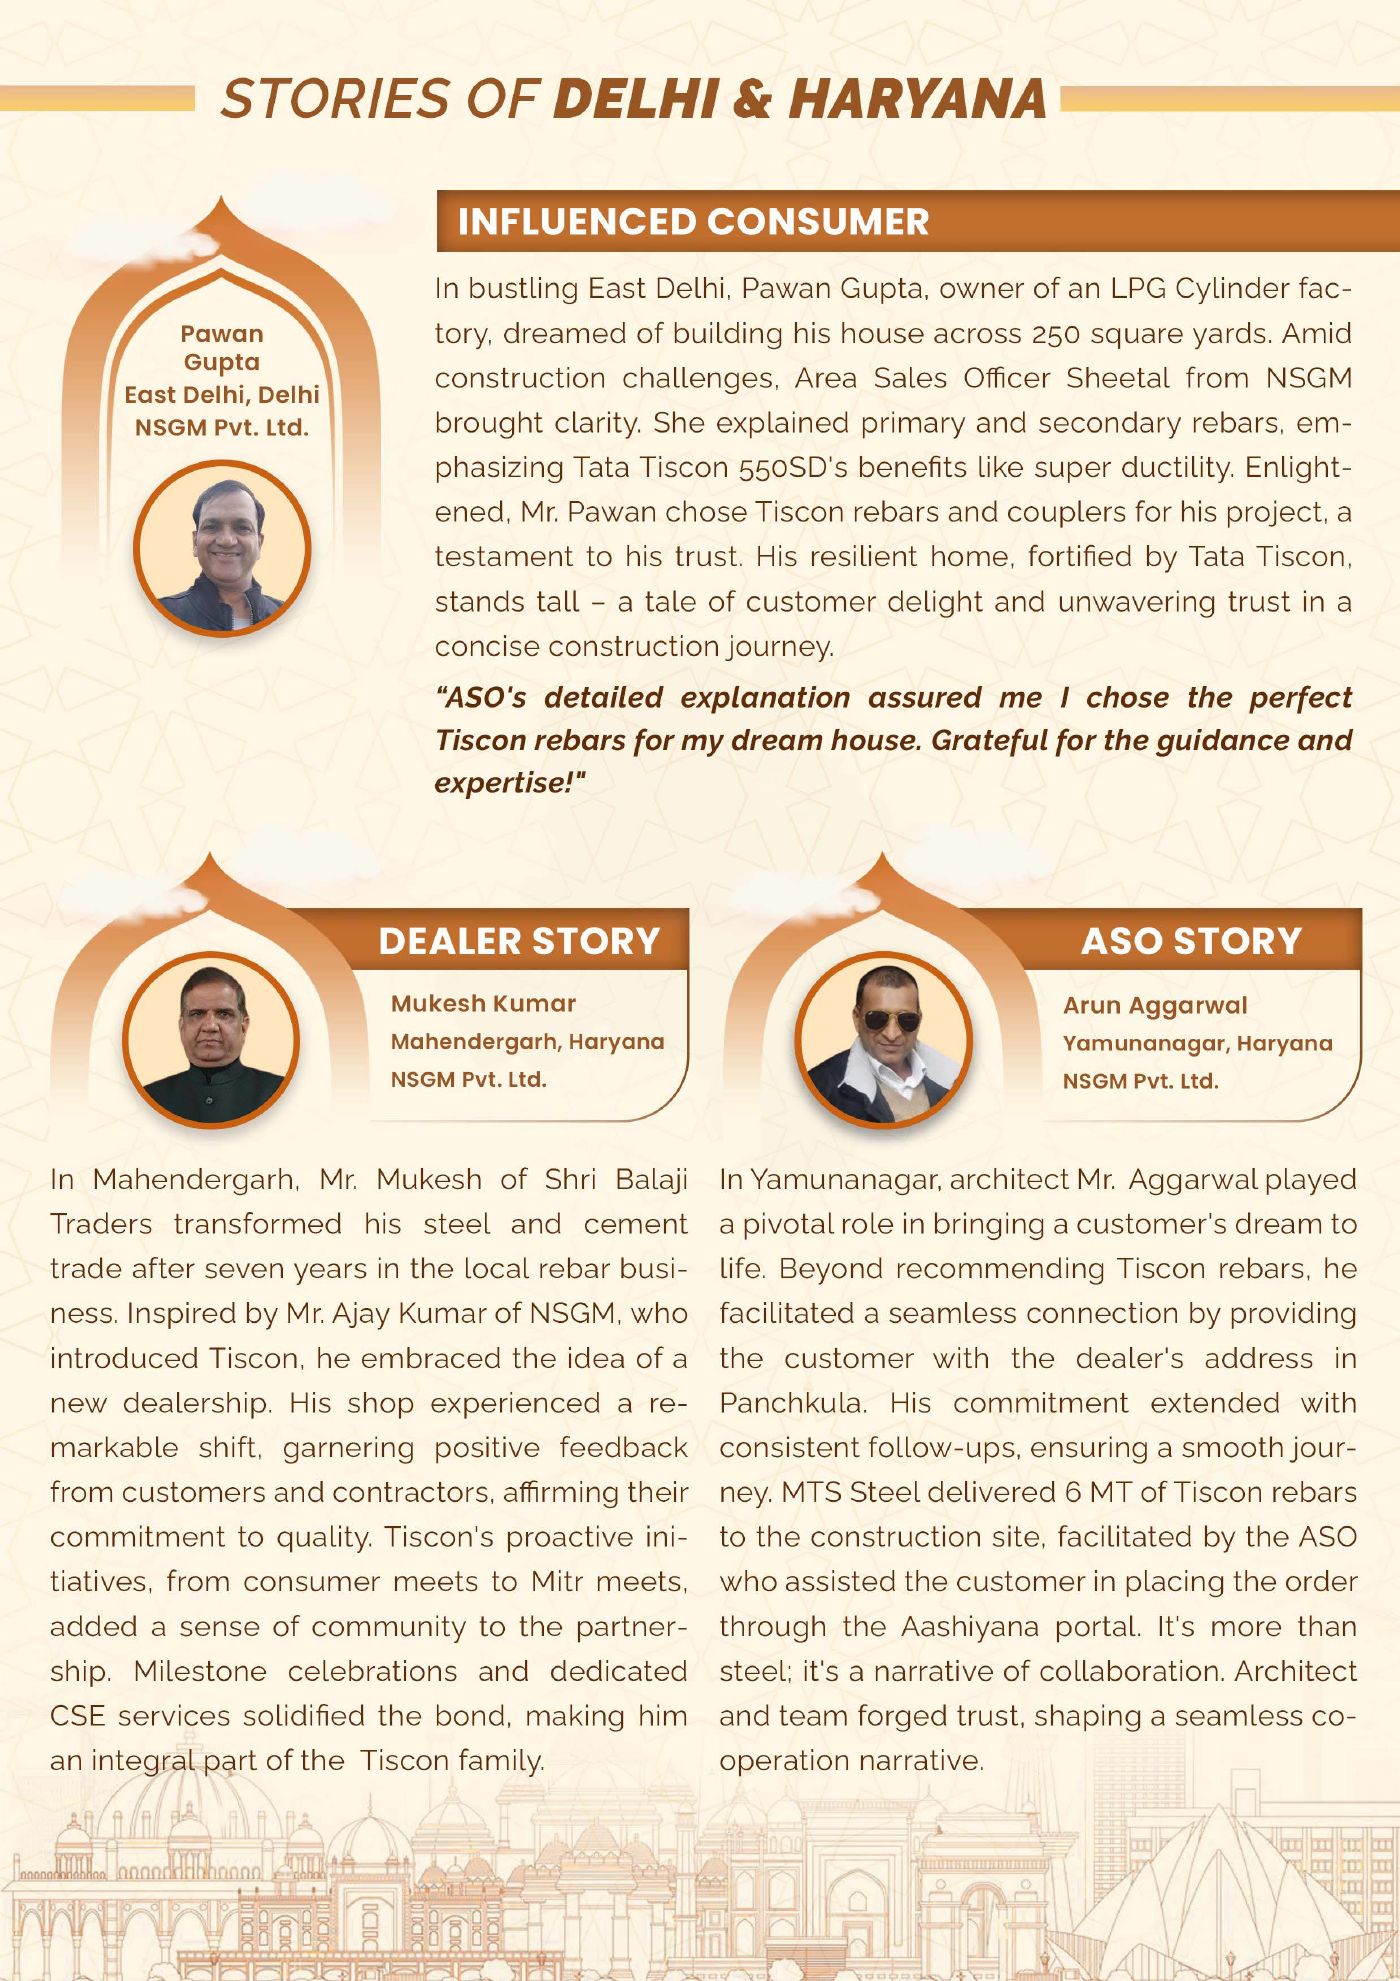 STORIES OF DELHI & HARYANA
Pawan
Gupta
East Delhi, Delhi
NSGM Pvt. Ltd.
INFLUENCED CONSUMER
In bustling East Delhi, Pawan Gupta, owner of an LPG Cylinder fac-
tory, dreamed of building his house across 250 square yards. Amid
construction challenges, Area Sales Officer Sheetal from NSGM
brought clarity. She explained primary and secondary rebars, em-
phasizing Tata Tiscon 550SD's benefits like super ductility. Enlight-
ened, Mr. Pawan chose Tiscon rebars and couplers for his project, a
testament to his trust. His resilient home, fortified by Tata Tiscon,
stands tall – a tale of customer delight and unwavering trust in a
concise construction journey.
“ASO's detailed explanation assured me I chose the perfect
Tiscon rebars for my dream house. Grateful for the guidance and
expertise!"
DEALER STORY
Mukesh Kumar
Mahendergarh, Haryana
NSGM Pvt. Ltd.
In Mahendergarh, Mr. Mukesh of Shri Balaji
Traders transformed his steel and cement
trade after seven years in the local rebar busi-
ness. Inspired by Mr. Ajay Kumar of NSGM, who
introduced Tiscon, he embraced the idea of a
new dealership. His shop experienced a re-
markable shift, garnering positive feedback
from customers and contractors, affirming their
commitment to quality. Tiscon's proactive ini-
tiatives, from consumer meets to Mitr meets,
added a sense of community to the partner-
ship. Milestone celebrations and dedicated
CSE services solidified the bond, making him
an integral part of the Tiscon family.
ASO STORY
Arun Aggarwal
Yamunanagar, Haryana
NSGM Pvt. Ltd.
In Yamunanagar, architect Mr. Aggarwal played
a pivotal role in bringing a customer's dream to
life. Beyond recommending Tiscon rebars, he
facilitated a seamless connection by providing
the customer with the dealer's address in
Panchkula. His commitment extended with
consistent follow-ups, ensuring a smooth jour-
ney. MTS Steel delivered 6 MT of Tiscon rebars
to the construction site, facilitated by the ASO
who assisted the customer in placing the order
through the Aashiyana portal. It's more than
steel; it's a narrative of collaboration. Architect
and team forged trust, shaping a seamless co-
operation narrative.